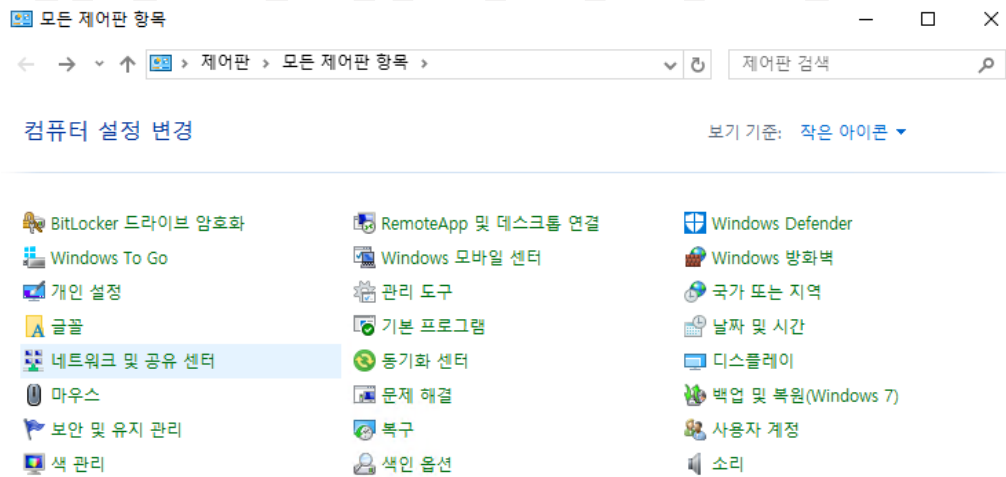 모든 제어판 항목
제어판 › 모든 제어판 항목 ›
제어판 검색
컴퓨터 설정 변경
보기 기준: 작은 아이콘
BitLocker 드라이브 암호화 RemoteApp 및 데스크톱 연결 Windows Defender
Windows To Go Windows 모바일 센터 Windows 방화벽
개인 설정 관리 도구 국가 또는 지역
글꼴 기본 프로그램 날짜 및 시간
네트워크 및 공유 센터 동기화 센터 디스플레이
마우스 문제 해결 백업 및 복원(Windows 7)
보안 및 유지 관리 복구 사용자 계정
색 관리 색인 옵션 소리